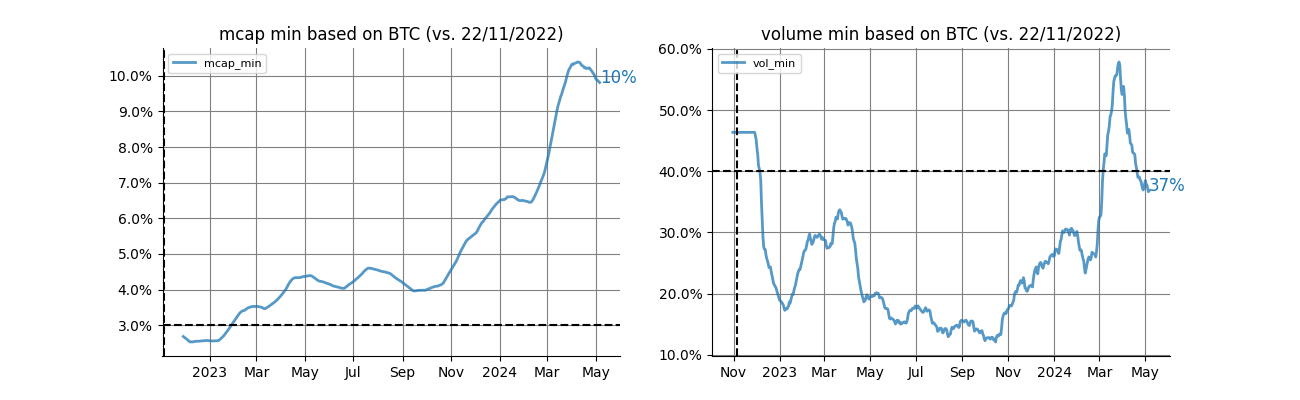 mcap min based on BTC (vs. 22/11/2022)
mcap_min
10.0%
9.0%
8.0%
7.0%
6.0%
5.0%
4.0%
3.0%
10%
2023 Mar May Jul Sep Nov 2024 Mar May
volume min based on BTC (vs. 22/11/2022)
vol_min
60.0%
50.0%
40.0%
30.0%
20.0%
10.0%
37%
Nov 2023 Mar May Jul Sep Nov 2024 Mar May